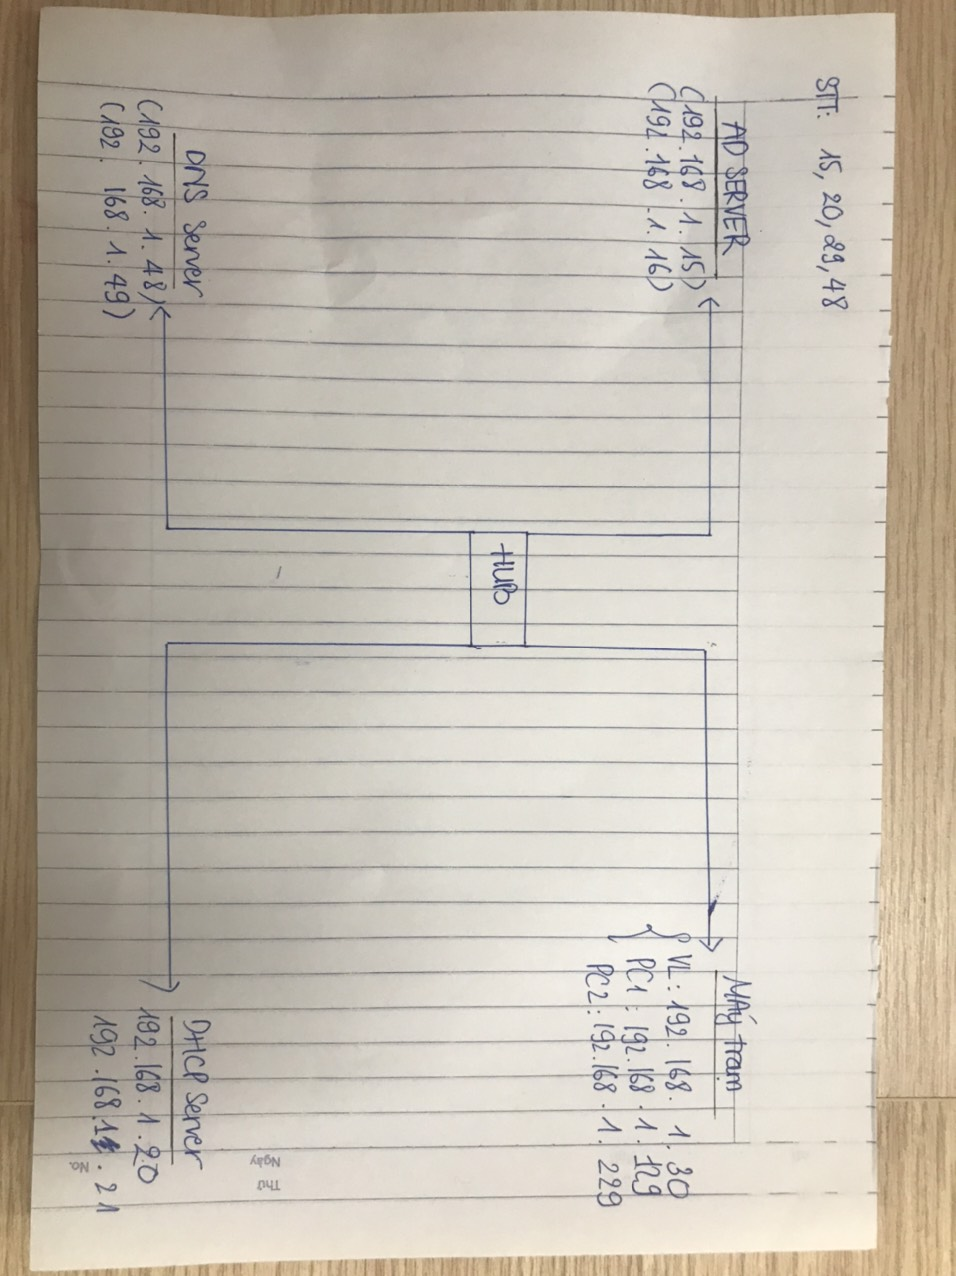 STT: 15, 20, 29, 48
AD SERVER
(192.168.1.15)
(192.168.1.16)
MÁY Trạm
VL: 192.168.1.30
PC1: 192.168.1.129
PC2: 192.168.1.229
HUB
DNS Server
(192.168.1.48)
(192.168.1.49)
DHCP Server
192.168.1.20
192.168.1.21
Thứ
Ngày
No.